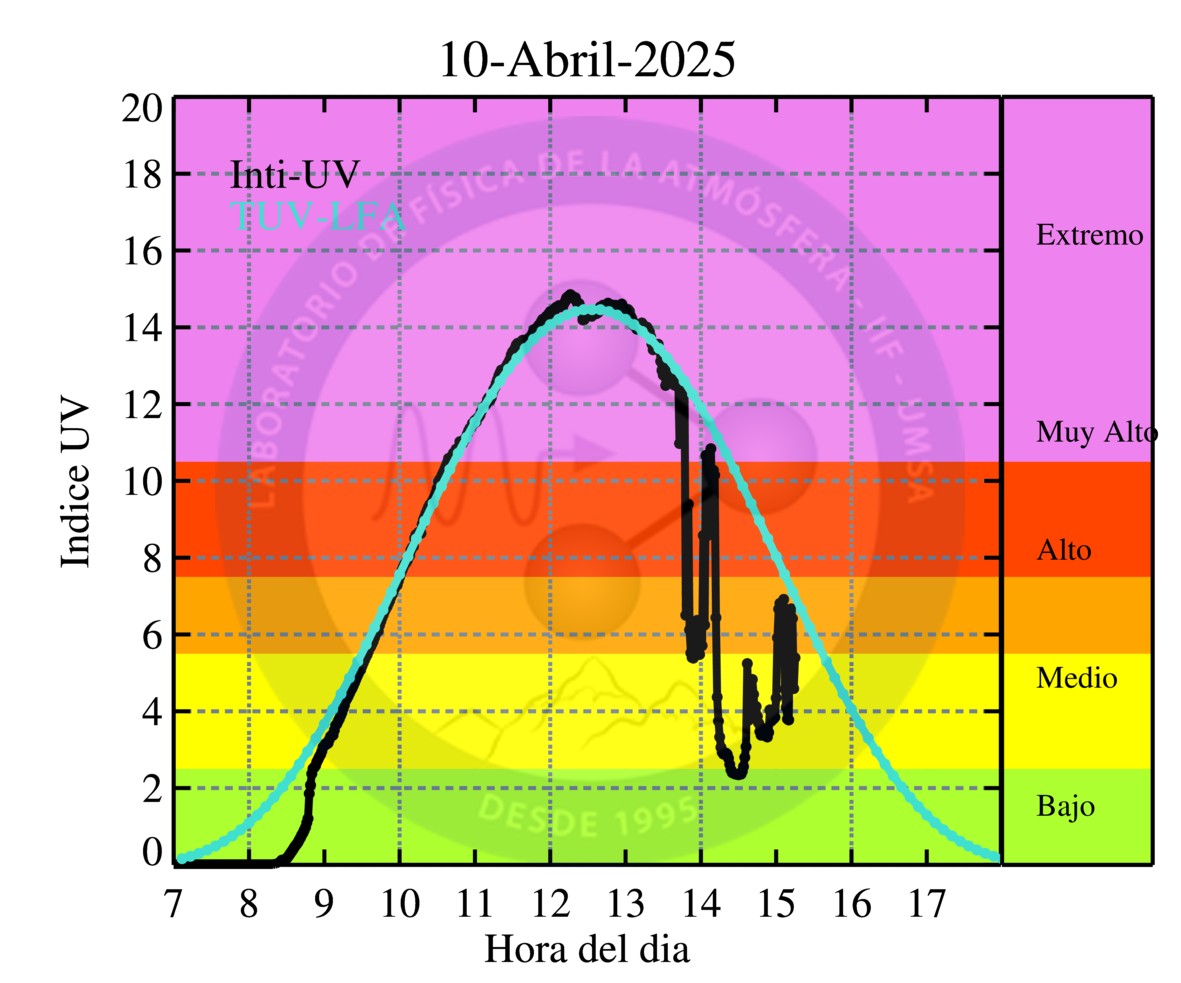 10-Abril-2025
20
18
16
14
12
10
8
6
4
2
0
Indice UV
Inti-UV
TUV-LFA
LABORATORIO DE FÍSICA DE LA ATMÓSFERA - IIF - UMSA
DESDE 1995
Extremo
Muy Alto
Alto
Medio
Bajo
7 8 9 10 11 12 13 14 15 16 17
Hora del dia